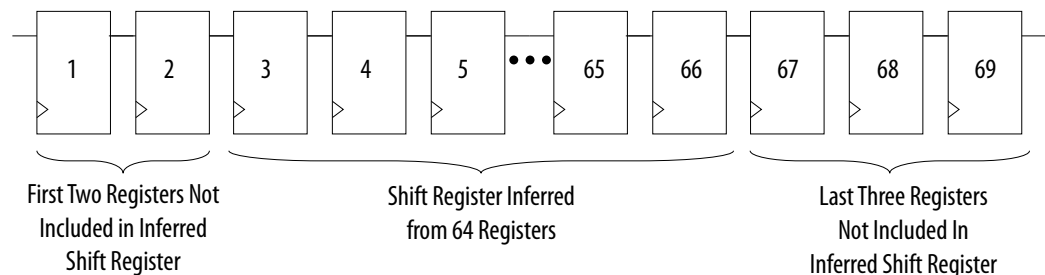 1 2 3 4 5 ••• 65 66 67 68 69
First Two Registers Not
Included in Inferred
Shift Register
Shift Register Inferred
from 64 Registers
Last Three Registers
Not Included In
Inferred Shift Register